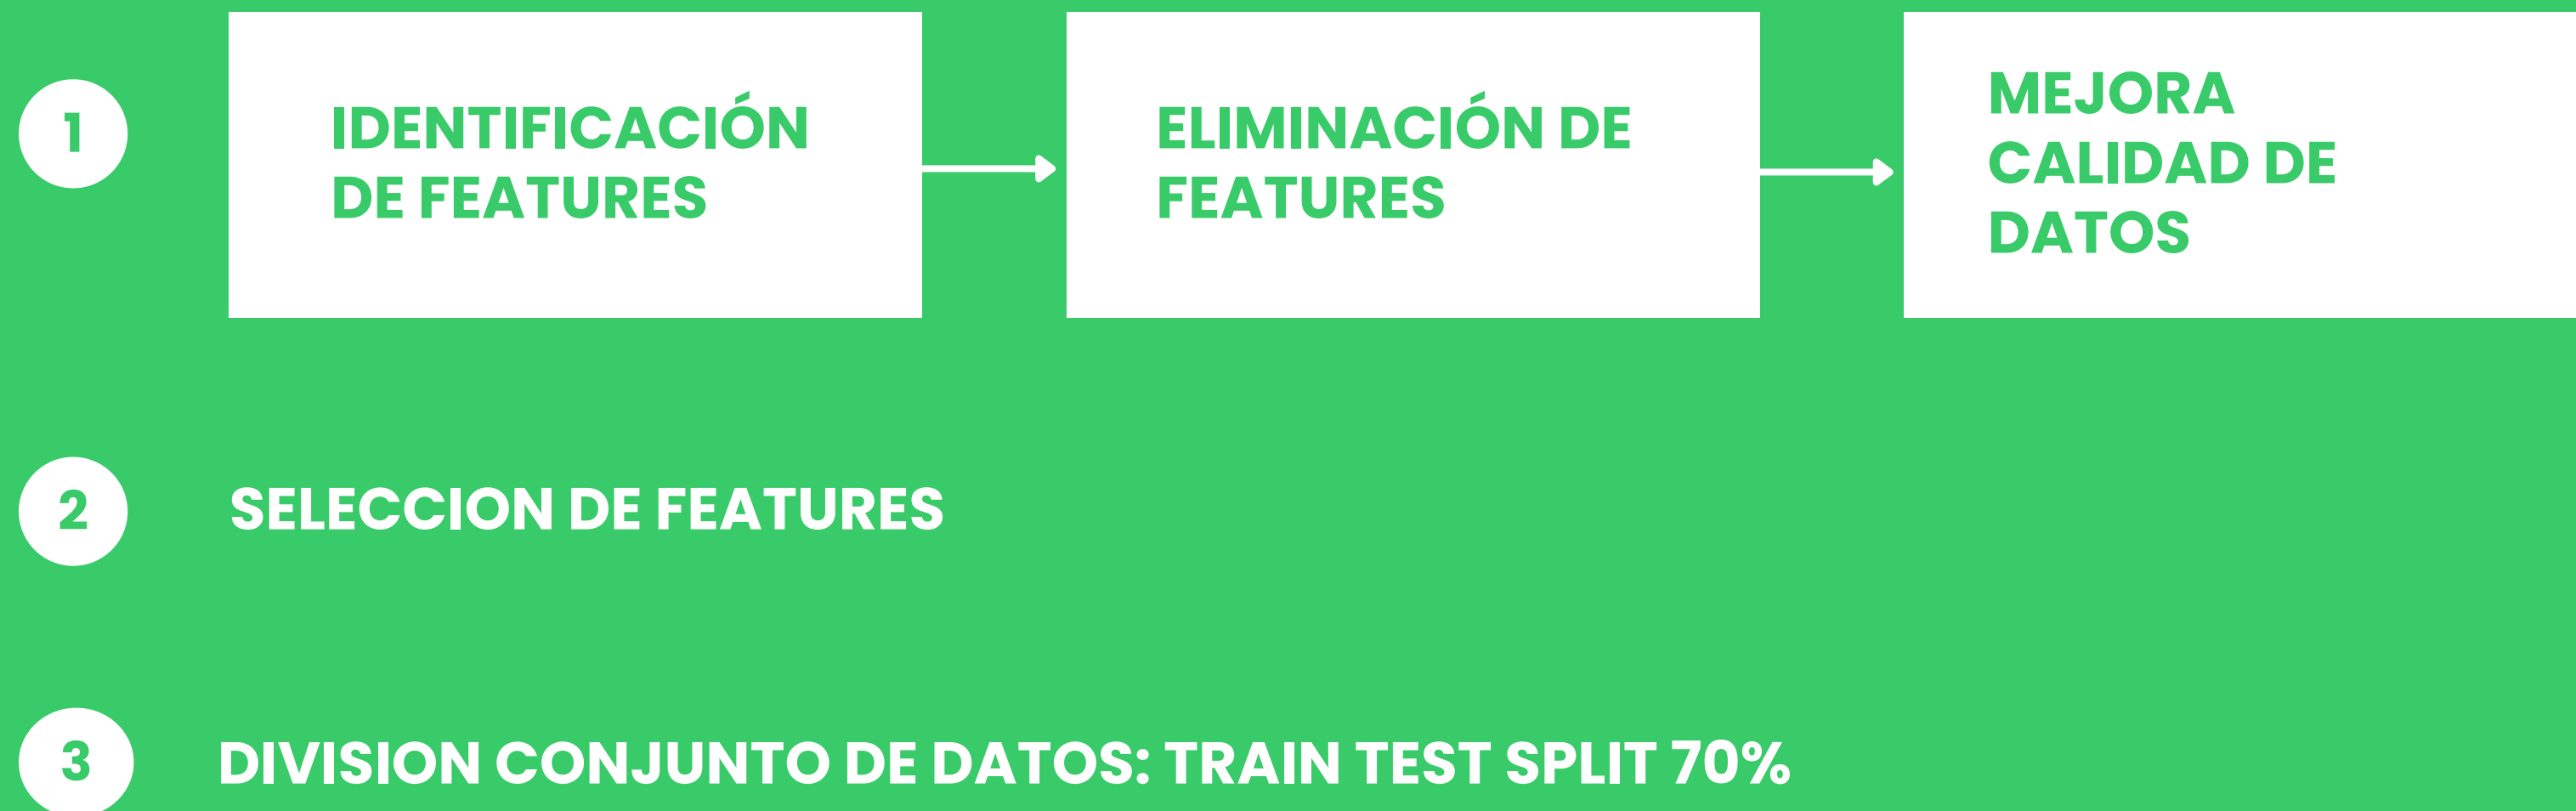 1
IDENTIFICACIÓN
DE FEATURES
ELIMINACIÓN DE
FEATURES
MEJORA
CALIDAD DE
DATOS
2
SELECCION DE FEATURES
3
DIVISION CONJUNTO DE DATOS: TRAIN TEST SPLIT 70%